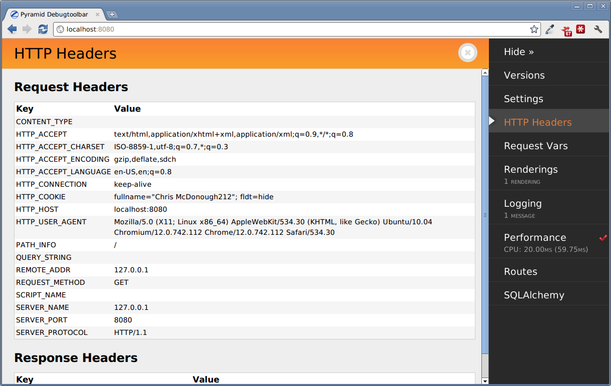 Pyramid Debugtoolbar
localhost:8080
HTTP Headers
Request Headers
Key Value
CONTENT_TYPE
HTTP_ACCEPT text/html,application/xhtml+xml,application/xml;q=0.9,*/*;q=0.8
HTTP_ACCEPT_CHARSET ISO-8859-1,utf-8;q=0.7,*;q=0.3
HTTP_ACCEPT_ENCODING gzip,deflate,sdch
HTTP_ACCEPT_LANGUAGE en-US,en;q=0.8
HTTP_CONNECTION keep-alive
HTTP_COOKIE fullname="Chris McDonough212"; fldt=hide
HTTP_HOST localhost:8080
HTTP_USER_AGENT Mozilla/5.0 (X11; Linux x86_64) AppleWebKit/534.30 (KHTML, like Gecko) Ubuntu/10.04
Chromium/12.0.742.112 Chrome/12.0.742.112 Safari/534.30
PATH_INFO /
QUERY_STRING
REMOTE_ADDR 127.0.0.1
REQUEST_METHOD GET
SCRIPT_NAME
SERVER_NAME 127.0.0.1
SERVER_PORT 8080
SERVER_PROTOCOL HTTP/1.1
Response Headers
Key Value
Hide »
Versions
Settings
HTTP Headers
Request Vars
Renderings
1 RENDERING
Logging
1 MESSAGE
Performance
CPU: 20.00MS (59.75MS)
Routes
SQLAlchemy